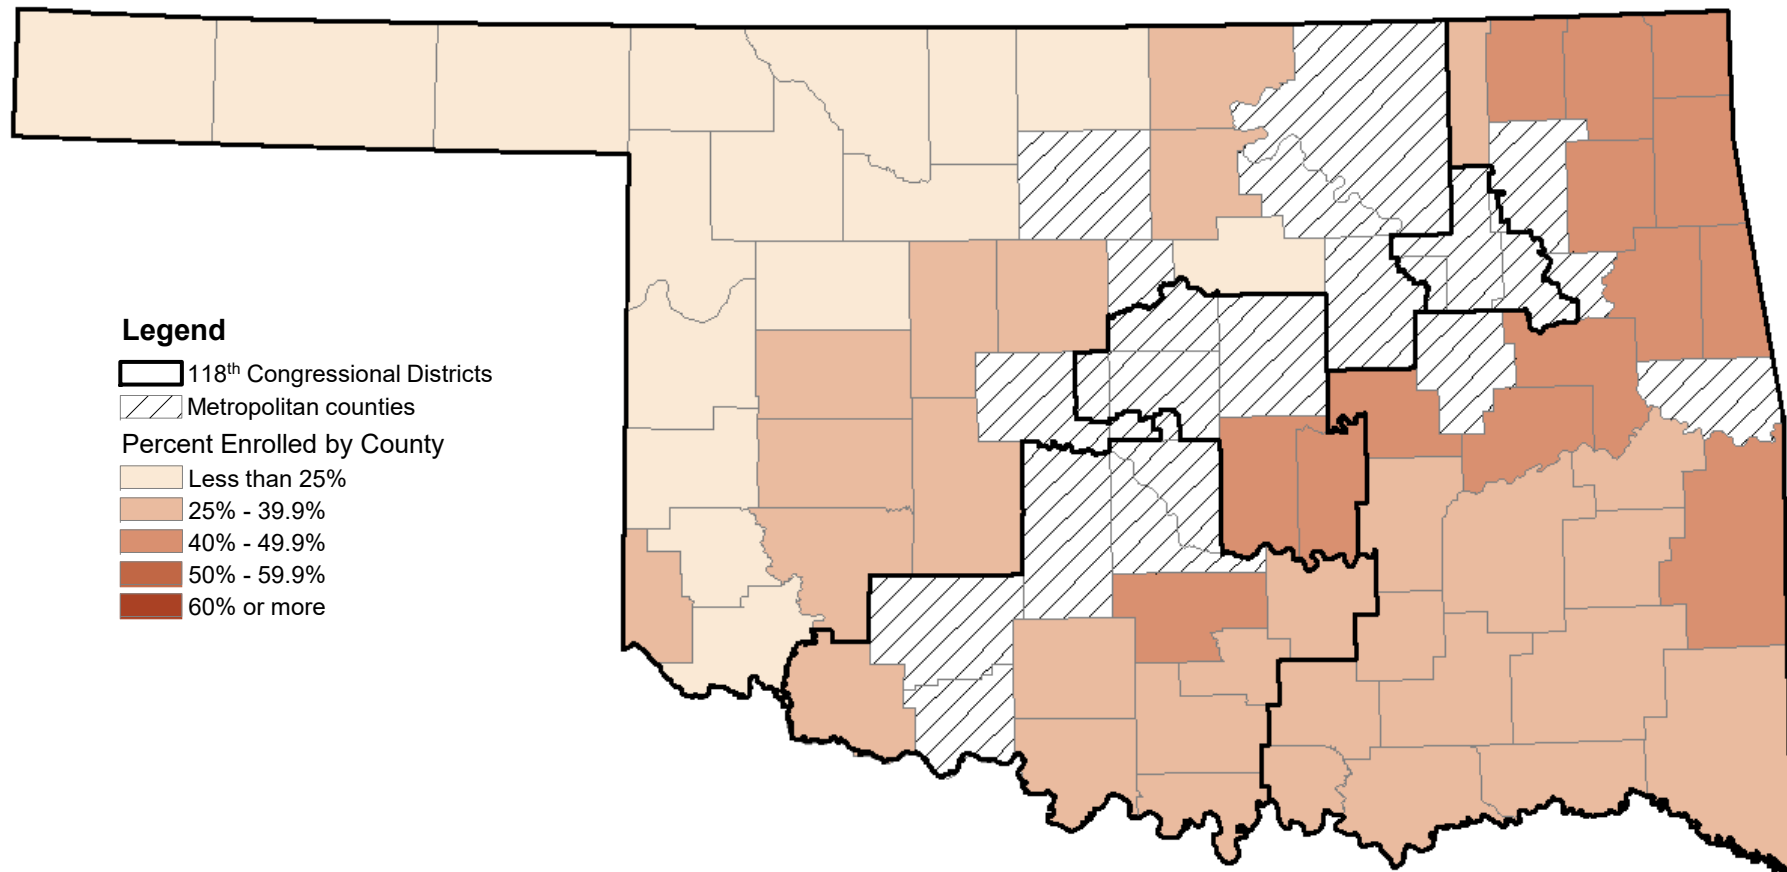 Legend
118th Congressional Districts
Metropolitan counties
Percent Enrolled by County
Less than 25%
25% - 39.9%
40% - 49.9%
50% - 59.9%
60% or more